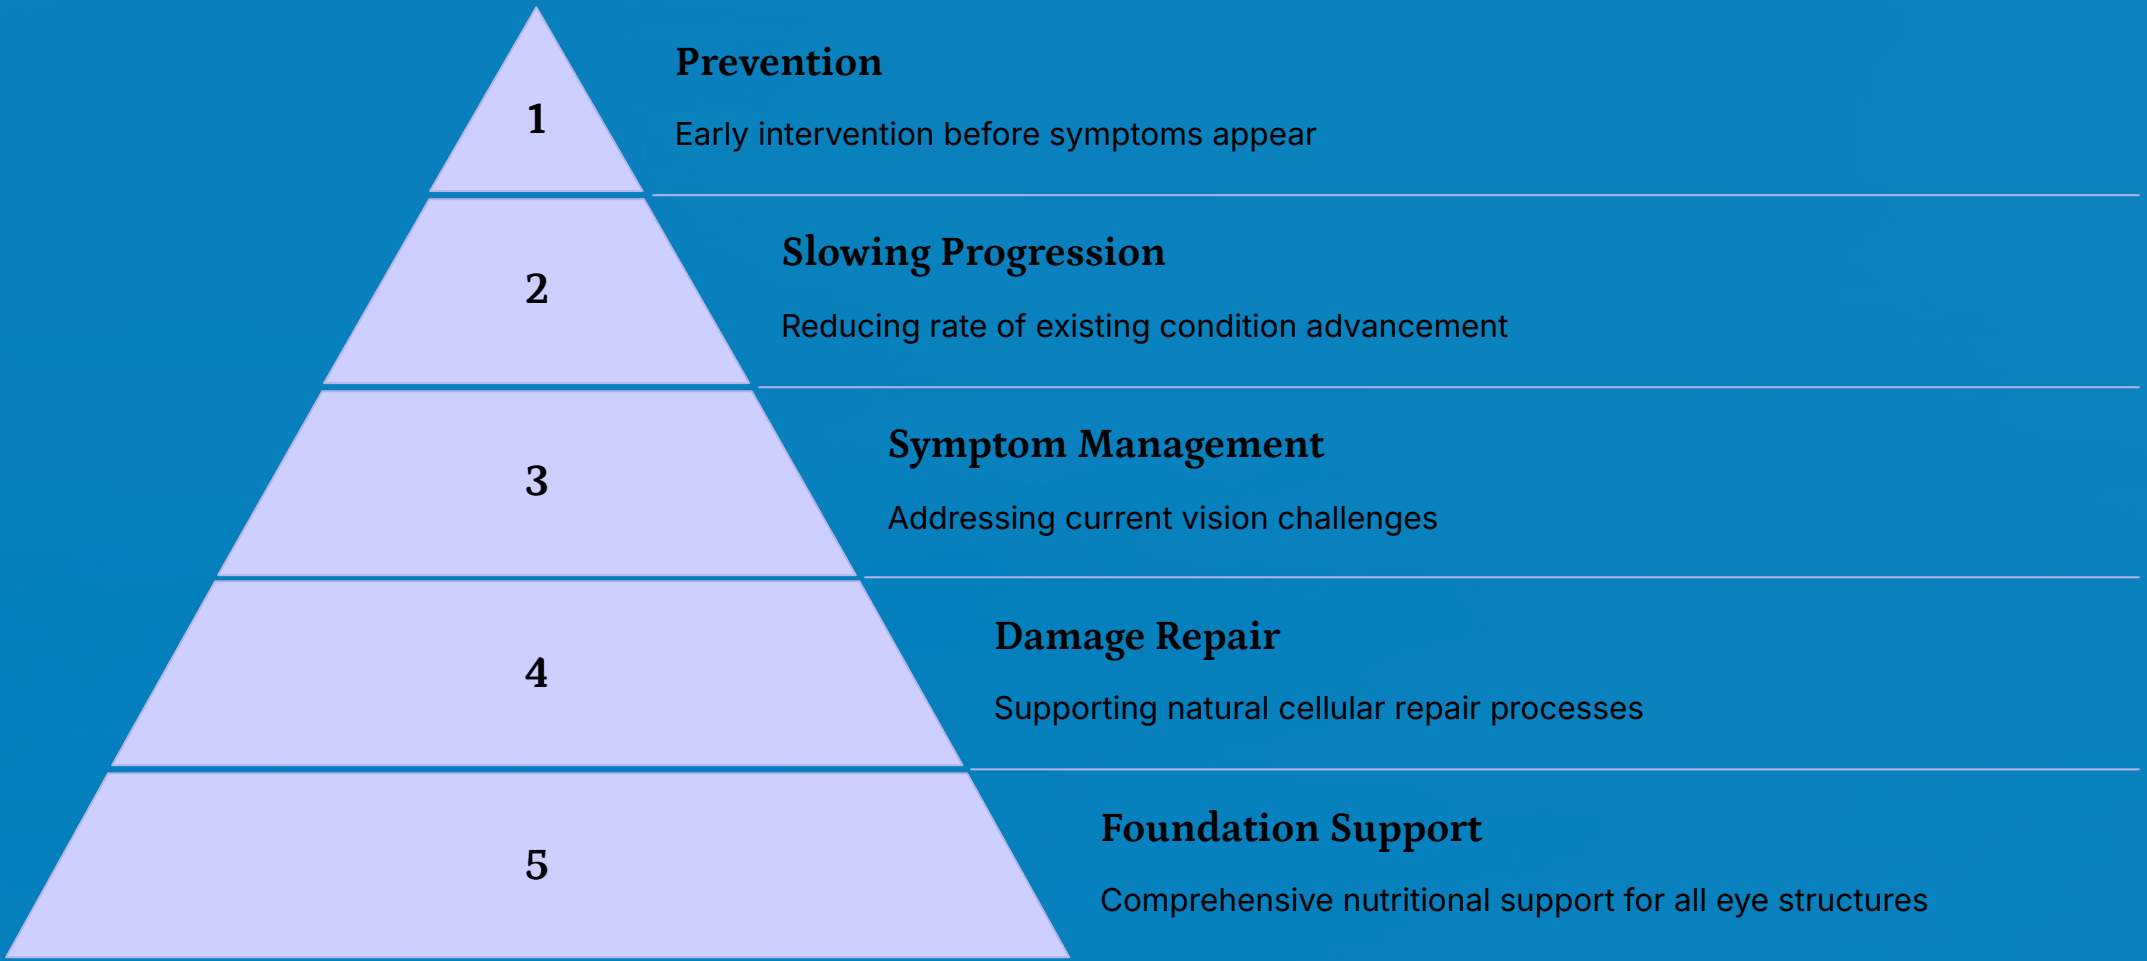 1
Prevention
Early intervention before symptoms appear
2
Slowing Progression
Reducing rate of existing condition advancement
3
Symptom Management
Addressing current vision challenges
4
Damage Repair
Supporting natural cellular repair processes
5
Foundation Support
Comprehensive nutritional support for all eye structures